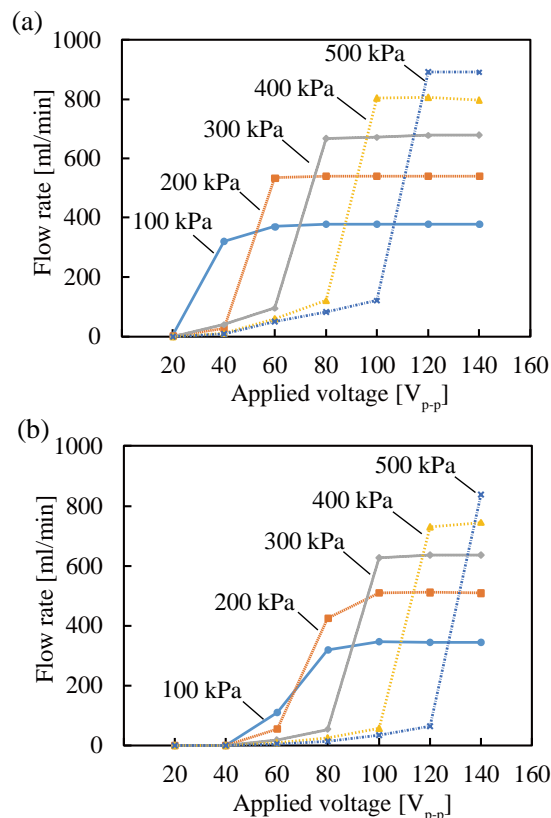 (a)
1000
800
600
400
200
0
Flow rate [ml/min]
500 kPa
400 kPa
300 kPa
200 kPa
100 kPa
0 20 40 60 80 100 120 140 160
Applied voltage [Vp-p]
(b)
1000
800
600
400
200
0
Flow rate [ml/min]
500 kPa
400 kPa
300 kPa
200 kPa
100 kPa
0 20 40 60 80 100 120 140 160
Applied voltage [Vp-p]